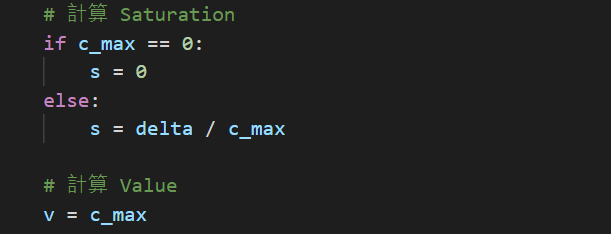 # 計算 Saturation
if c_max == 0:
    s = 0
else:
    s = delta / c_max
# 計算 Value
v = c_max